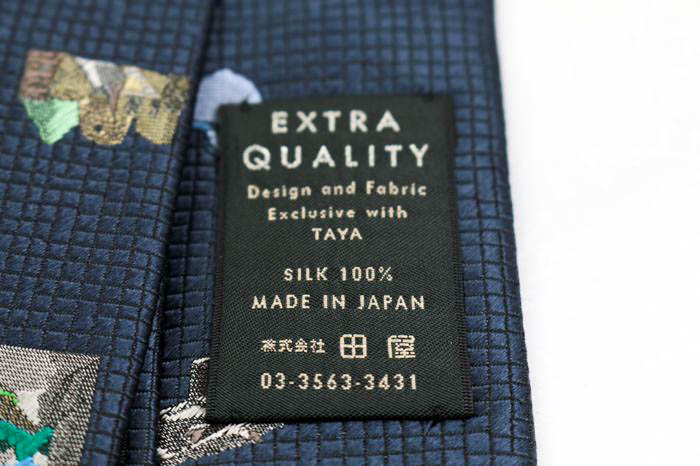 EXTRA
QUALITY
Design and Fabric
Exclusive with
TAYA
SILK 100%
MADE IN JAPAN
株式会社 田屋
03-3563-3431